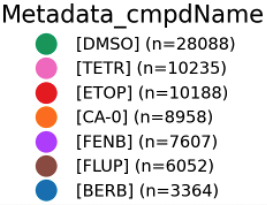 Metadata_cmpdName
[DMSO] (n=28088)
[TETR] (n=10235)
[ETOP] (n=10188)
[CA-0] (n=8958)
[FENB] (n=7607)
[FLUP] (n=6052)
[BERB] (n=3364)